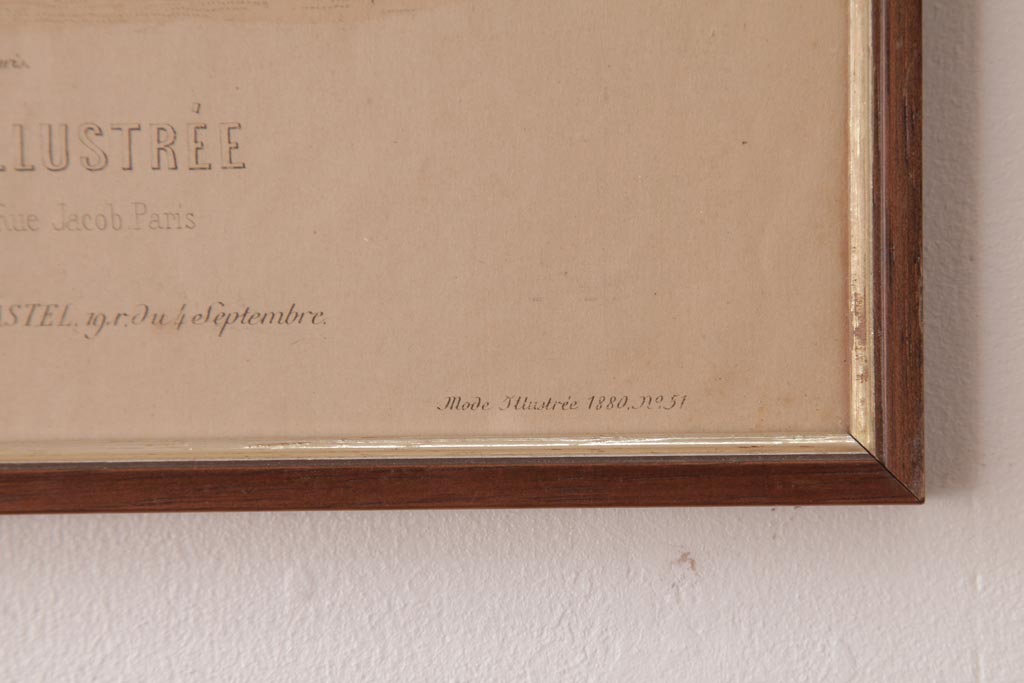 LLUSTRÉE
Rue Jacob Paris
ASTEL, 19, r. du 4 Septembre.
Mode Illustrée 1880, Nº 51